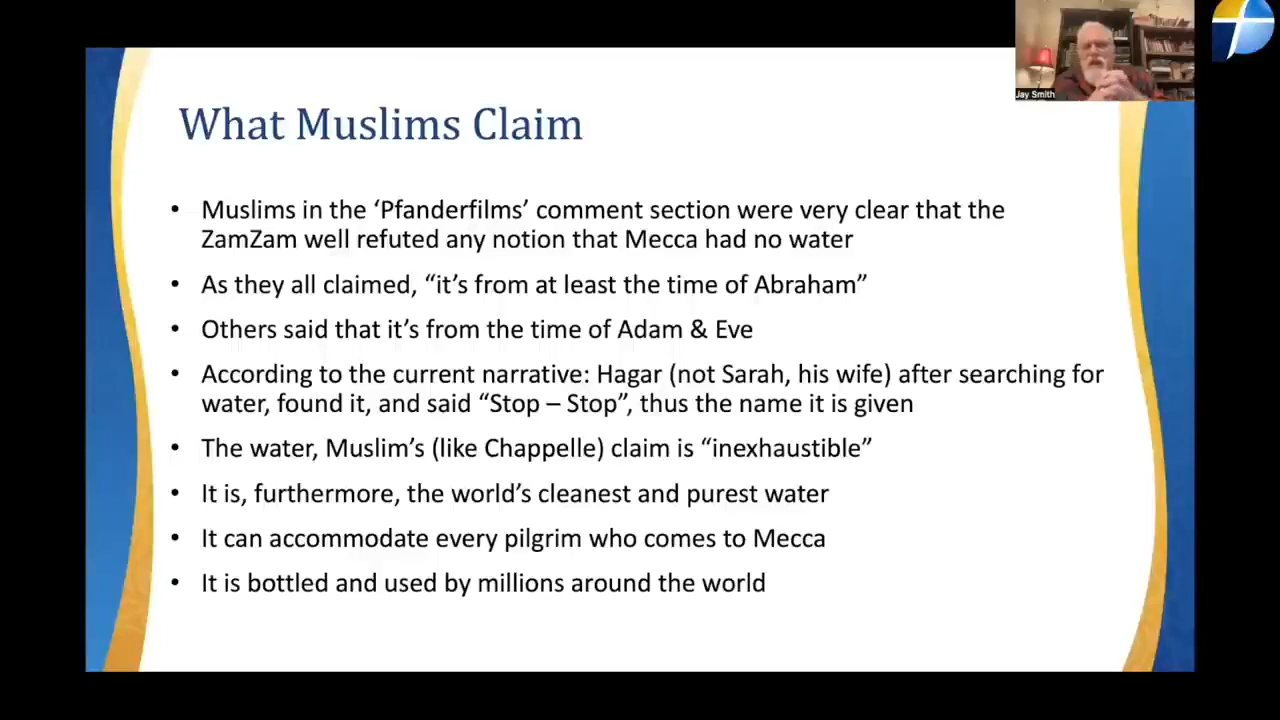 Jay Smith
What Muslims Claim
• Muslims in the ‘Pfanderfilms’ comment section were very clear that the
ZamZam well refuted any notion that Mecca had no water
• As they all claimed, “it’s from at least the time of Abraham”
• Others said that it’s from the time of Adam & Eve
• According to the current narrative: Hagar (not Sarah, his wife) after searching for
water, found it, and said “Stop – Stop”, thus the name it is given
• The water, Muslim’s (like Chappelle) claim is “inexhaustible”
• It is, furthermore, the world’s cleanest and purest water
• It can accommodate every pilgrim who comes to Mecca
• It is bottled and used by millions around the world